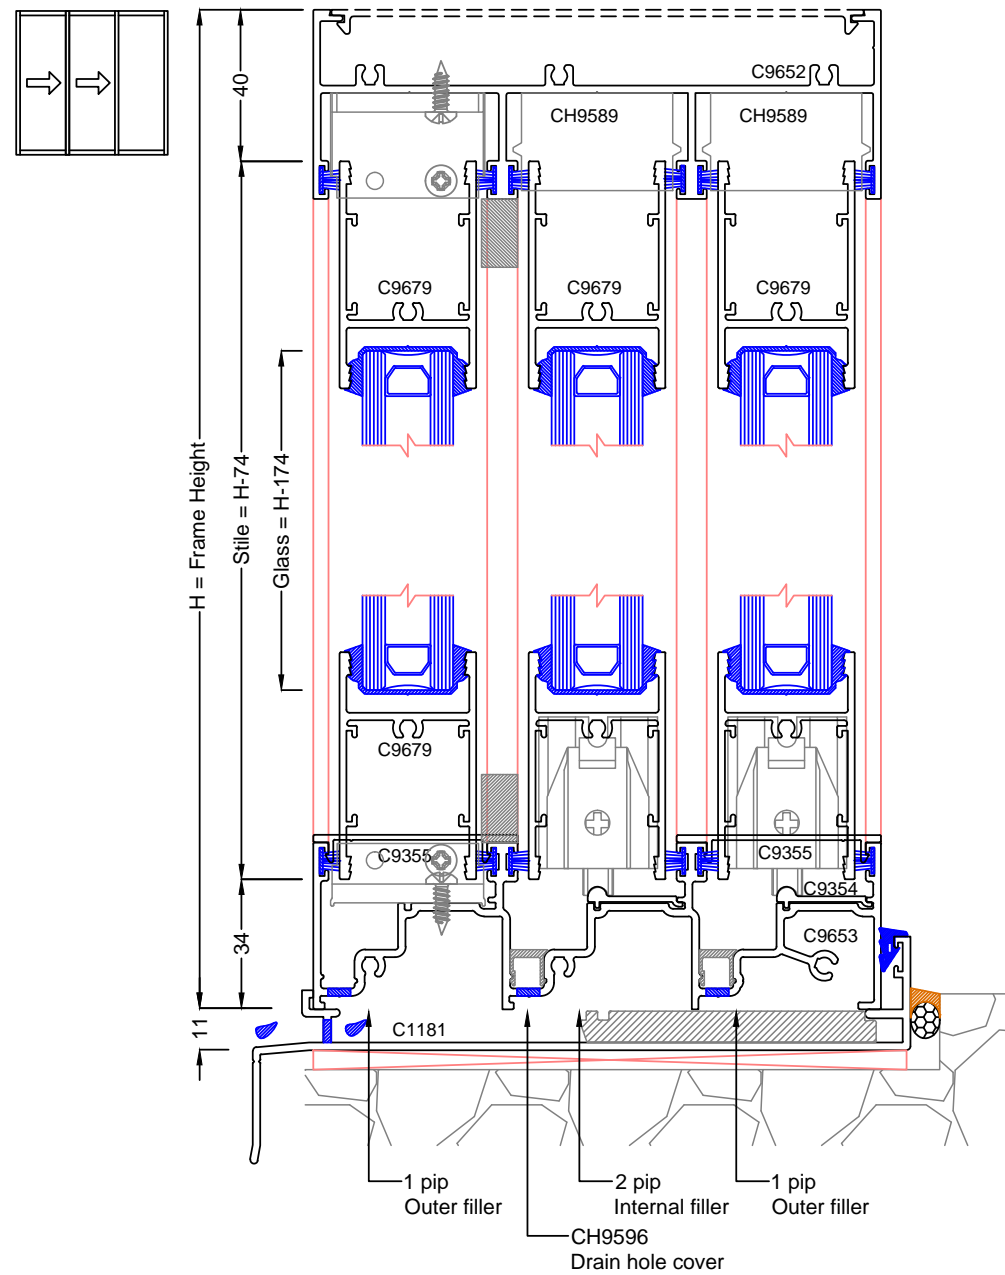 40
C9652
CH9589
CH9589
C9679
C9679
C9679
H = Frame Height
Stile = H-74
Glass = H-174
C9679
C9355
C9355
C9354
34
C9653
11
C1181
1 pip
Outer filler
2 pip
Internal filler
1 pip
Outer filler
CH9596
Drain hole cover